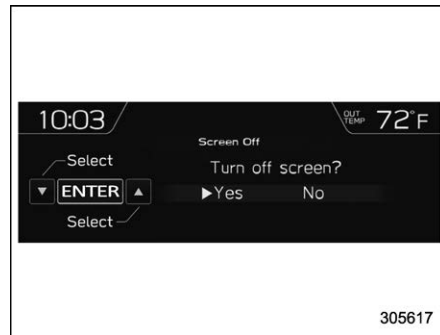 10:03
OUT TEMP 72°F
Screen Off
Select
Turn off screen?
▼ ENTER ▲
▶Yes No
Select
305617